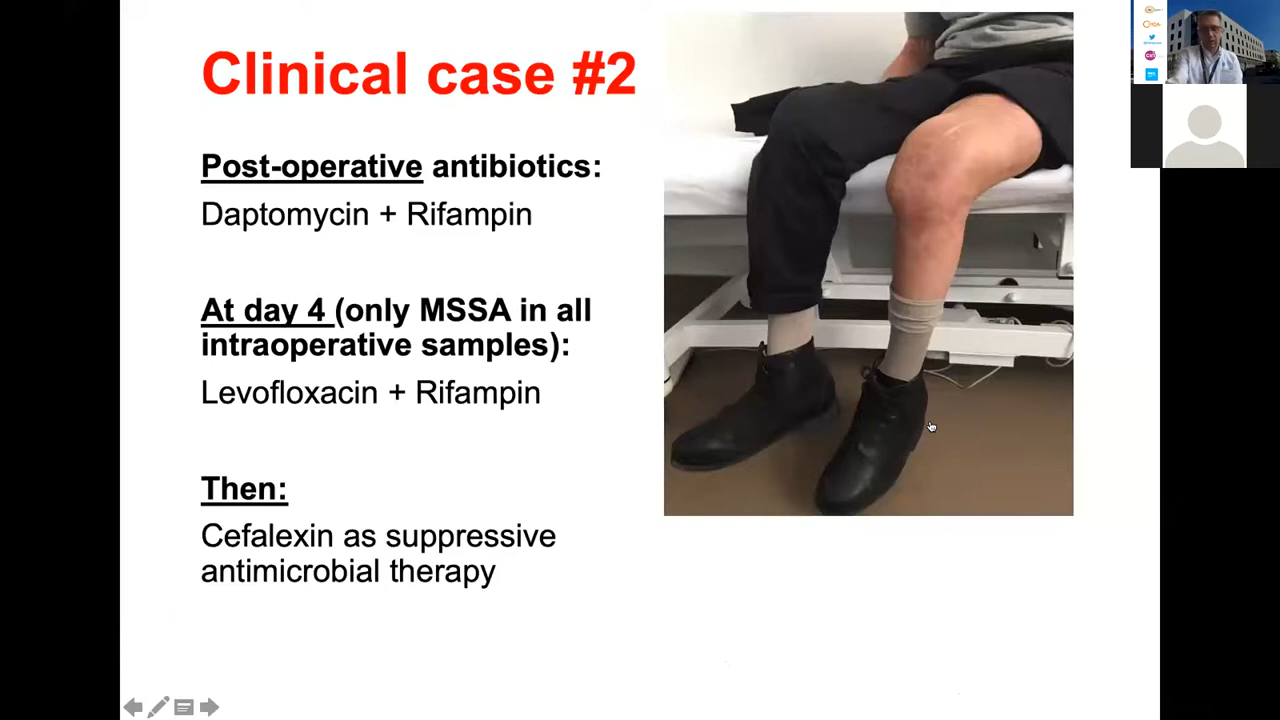 Clinical case #2
Post-operative antibiotics:
Daptomycin + Rifampin
At day 4 (only MSSA in all
intraoperative samples):
Levofloxacin + Rifampin
Then:
Cefalexin as suppressive
antimicrobial therapy